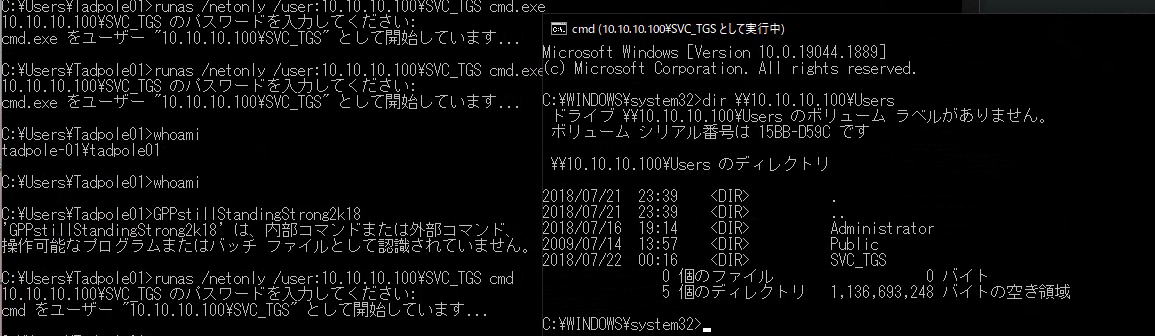 C:¥Users¥Tadpole01>runas /netonly /user:10.10.10.100¥SVC_TGS cmd.exe
10.10.10.100¥SVC_TGS のパスワードを入力してください:
cmd.exe をユーザー "10.10.10.100¥SVC_TGS" として開始しています...
C:¥Users¥Tadpole01>runas /netonly /user:10.10.10.100¥SVC_TGS cmd.exe
10.10.10.100¥SVC_TGS のパスワードを入力してください:
cmd.exe をユーザー "10.10.10.100¥SVC_TGS" として開始しています...
C:¥Users¥Tadpole01>whoami
tadpole-01¥tadpole01
C:¥Users¥Tadpole01>whoami
C:¥Users¥Tadpole01>GPPstillStandingStrong2k18
'GPPstillStandingStrong2k18' は、内部コマンドまたは外部コマンド、
操作可能なプログラムまたはバッチ ファイルとして認識されていません。
C:¥Users¥Tadpole01>runas /netonly /user:10.10.10.100¥SVC_TGS cmd
10.10.10.100¥SVC_TGS のパスワードを入力してください:
cmd をユーザー "10.10.10.100¥SVC_TGS" として開始しています...
cmd (10.10.10.100¥SVC_TGS として実行中)
Microsoft Windows [Version 10.0.19044.1889]
(c) Microsoft Corporation. All rights reserved.
C:¥WINDOWS¥system32>dir ¥¥10.10.10.100¥Users
ドライブ ¥¥10.10.10.100¥Users のボリューム ラベルがありません。
ボリューム シリアル番号は 15BB-D59C です
¥¥10.10.10.100¥Users のディレクトリ
2018/07/21 23:39 <DIR> .
2018/07/21 23:39 <DIR> ..
2018/07/16 19:14 <DIR> Administrator
2009/07/14 13:57 <DIR> Public
2018/07/22 00:16 <DIR> SVC_TGS
0 個のファイル 0 バイト
5 個のディレクトリ 1,136,693,248 バイトの空き領域
C:¥WINDOWS¥system32>